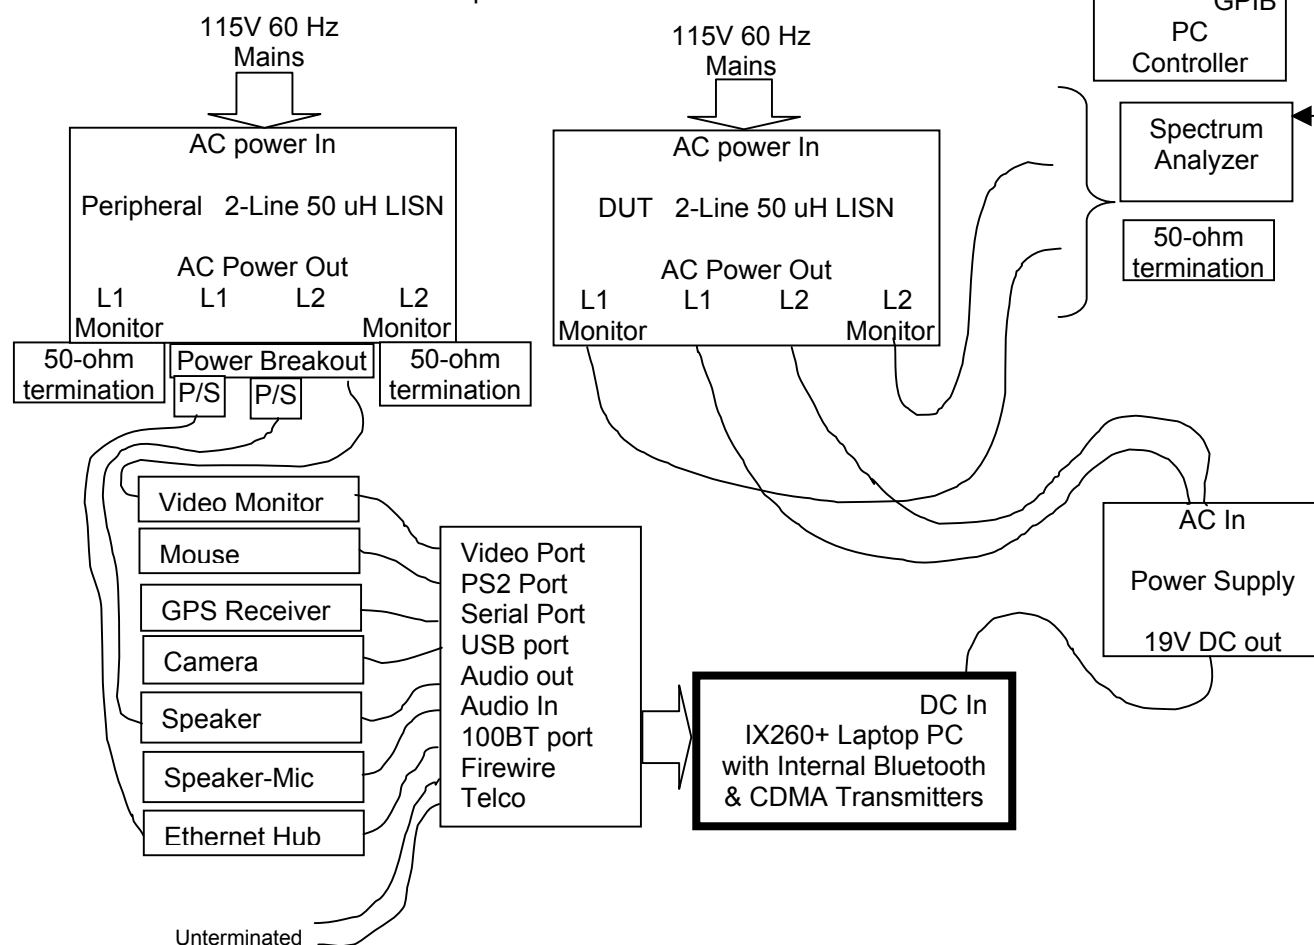 115V 60 Hz
Mains
AC power In
Peripheral 2-Line 50 uH LISN
AC Power Out
L1 L1 L2 L2
Monitor Monitor
50-ohm
termination
Power Breakout
50-ohm
termination
P/S P/S
115V 60 Hz
Mains
AC power In
DUT 2-Line 50 uH LISN
AC Power Out
L1 L1 L2 L2
Monitor Monitor
GPIB
PC
Controller
Spectrum
Analyzer
50-ohm
termination
Video Monitor
Mouse
GPS Receiver
Camera
Speaker
Speaker-Mic
Ethernet Hub
Unterminated
Video Port
PS2 Port
Serial Port
USB port
Audio out
Audio In
100BT port
Firewire
Telco
DC In
IX260+ Laptop PC
with Internal Bluetooth
& CDMA Transmitters
AC In
Power Supply
19V DC out